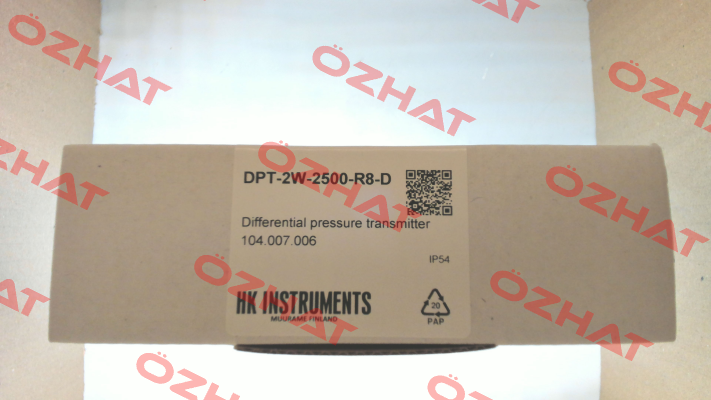 ÖZHAT
ÖZHAT
ÖZHAT
ÖZHAT
DPT-2W-2500-R8-D
Differential pressure transmitter
104.007.006
IP54
HK INSTRUMENTS
MUURAME FINLAND
20
PAP
ÖZHAT
ÖZHAT
ÖZHAT
ÖZHAT
ÖZHAT